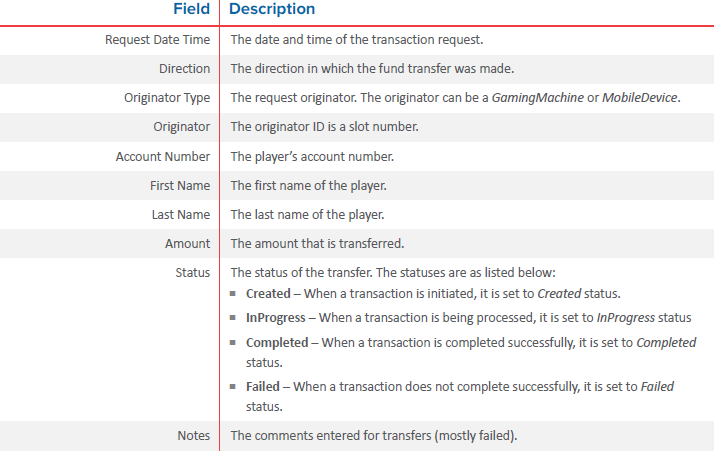 Field Description
Request Date Time The date and time of the transaction request.
Direction The direction in which the fund transfer was made.
Originator Type The request originator. The originator can be a GamingMachine or MobileDevice.
Originator The originator ID is a slot number.
Account Number The player's account number.
First Name The first name of the player.
Last Name The last name of the player.
Amount The amount that is transferred.
Status The status of the transfer. The statuses are as listed below:
■ Created – When a transaction is initiated, it is set to Created status.
■ InProgress – When a transaction is being processed, it is set to InProgress status
■ Completed – When a transaction is completed successfully, it is set to Completed
status.
■ Failed – When a transaction does not complete successfully, it is set to Failed
status.
Notes The comments entered for transfers (mostly failed).